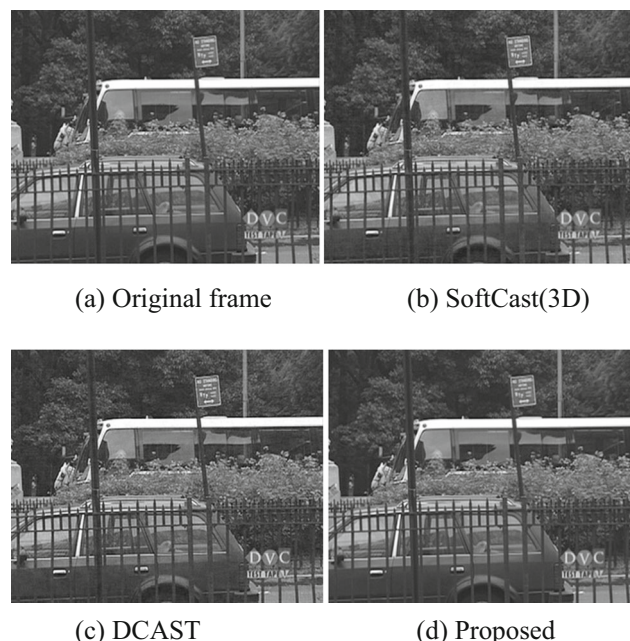 DVC
TEST TAPE
DVC
TEST TAPE
(a) Original frame
(b) SoftCast(3D)
DVC
TEST TAPE
DVC
TEST TAPE
(c) DCAST
(d) Proposed